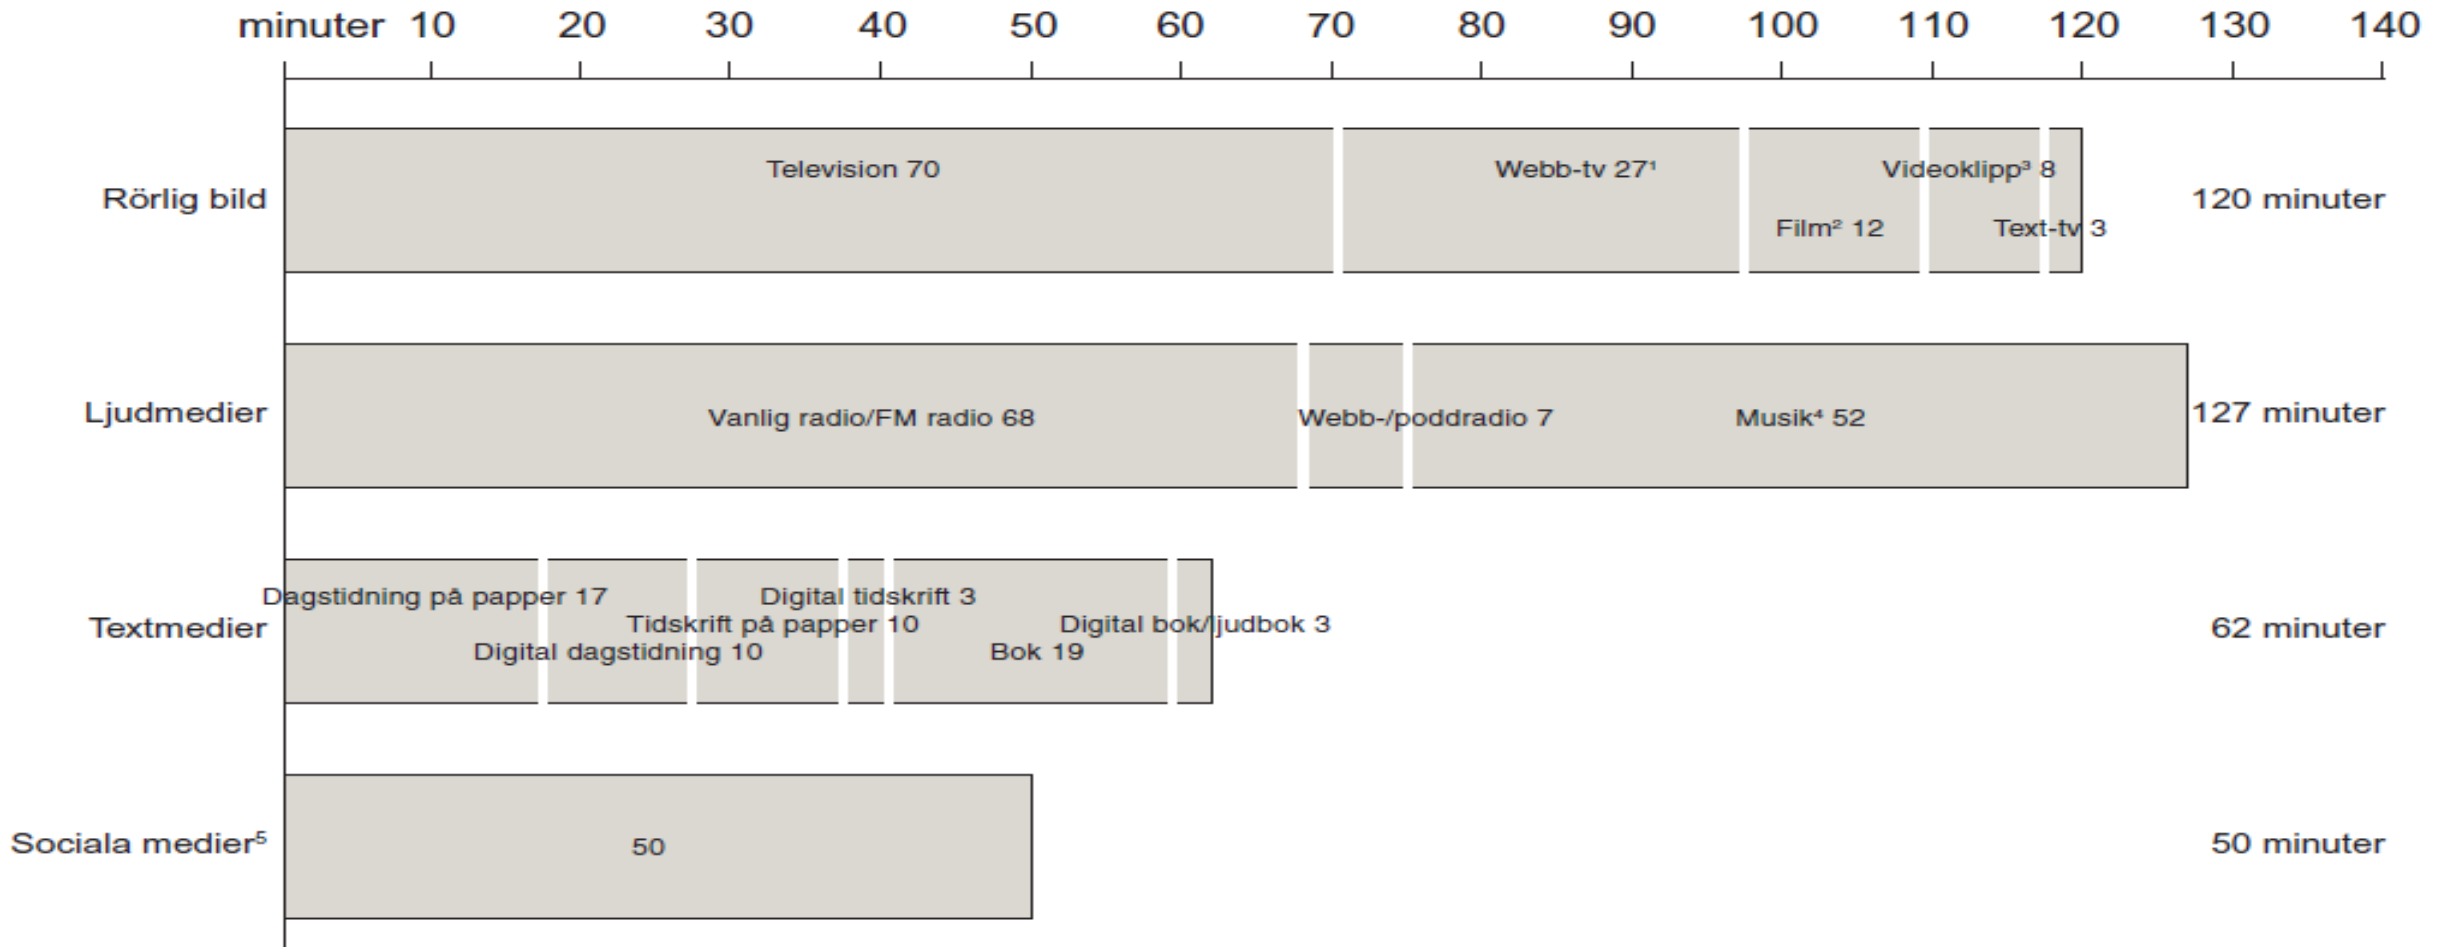 minuter 10 20 30 40 50 60 70 80 90 100 110 120 130 140
Television 70 Webb-tv 27¹ Videoklipp³ 8
Rörlig bild 120 minuter
Film² 12 Text-tv 3
Ljudmedier 127 minuter
Vanlig radio/FM radio 68 Webb-/poddradio 7 Musik⁴ 52
Dagstidning på papper 17 Digital tidskrift 3
Tidskrift på papper 10 Digital bok/ljudbok 3
Textmedier 62 minuter
Digital dagstidning 10 Bok 19
Sociala medier⁵ 50 50 minuter